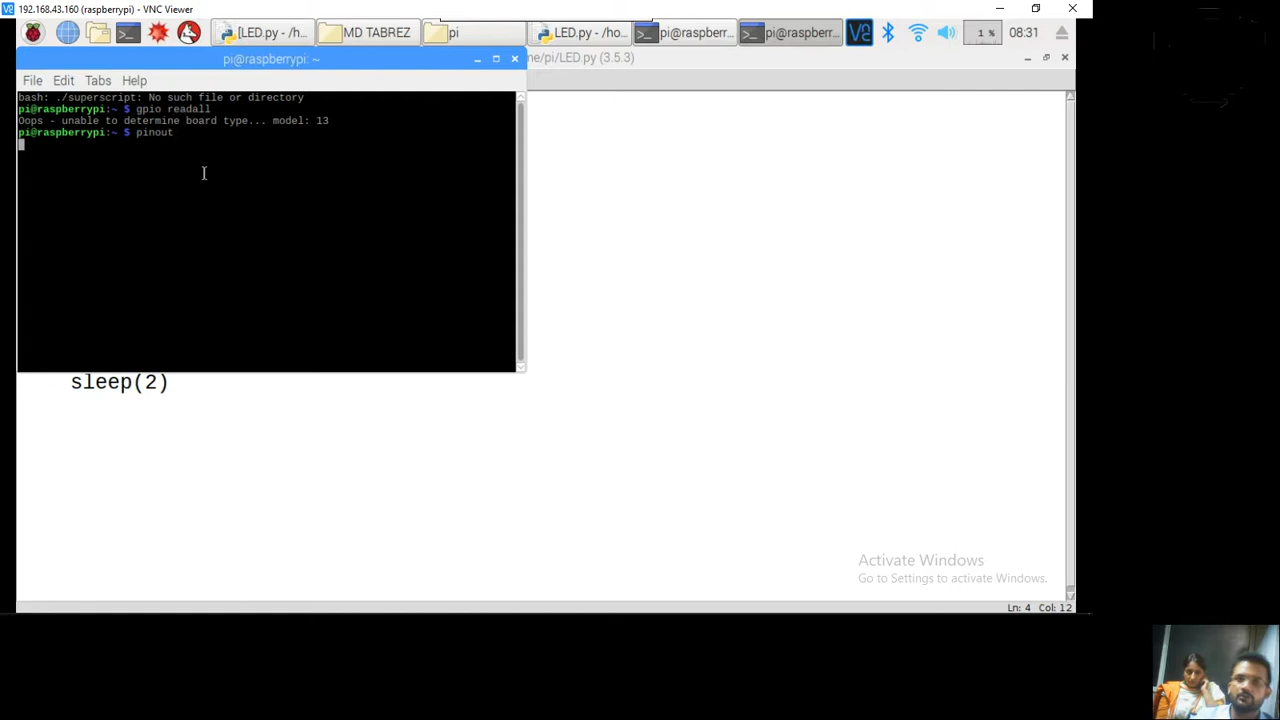 192.168.43.160 (raspberrypi) - VNC Viewer
[LED.py - /h...
MD TABREZ
pi
LED.py - /ho...
pi@raspberr...
pi@raspberr...
1 %
08:31
pi@raspberrypi: ~
me/pi/LED.py (3.5.3)
File Edit Tabs Help
bash: ./superscript: No such file or directory
pi@raspberrypi:~ $ gpio readall
Oops - unable to determine board type... model: 13
pi@raspberrypi:~ $ pinout
sleep(2)
Activate Windows
Go to Settings to activate Windows.
Ln: 4 Col: 12